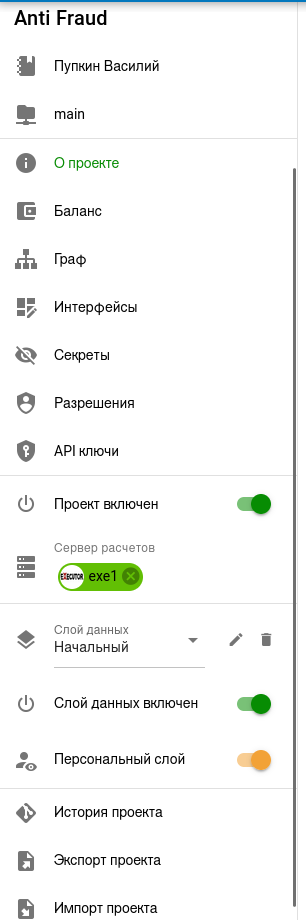 Anti Fraud
Пупкин Василий
main
О проекте
Баланс
Граф
Интерфейсы
Секреты
Разрешения
API ключи
Проект включен
Сервер расчетов
EXECUTOR exe1
Слой данных
Начальный
Слой данных включен
Персональный слой
История проекта
Экспорт проекта
Импорт проекта